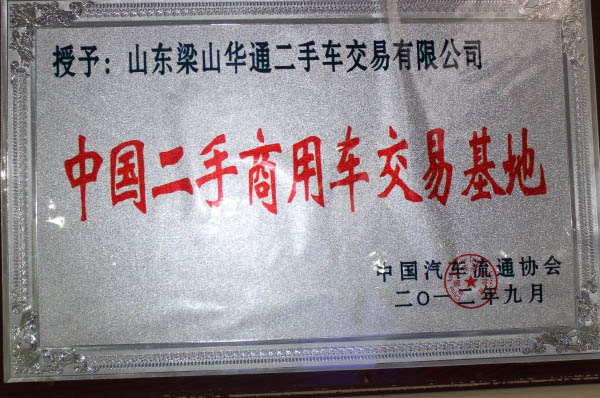 授予：山东梁山华通二手车交易有限公司
中国二手商用车交易基地
中国汽车流通协会
二〇一二年九月